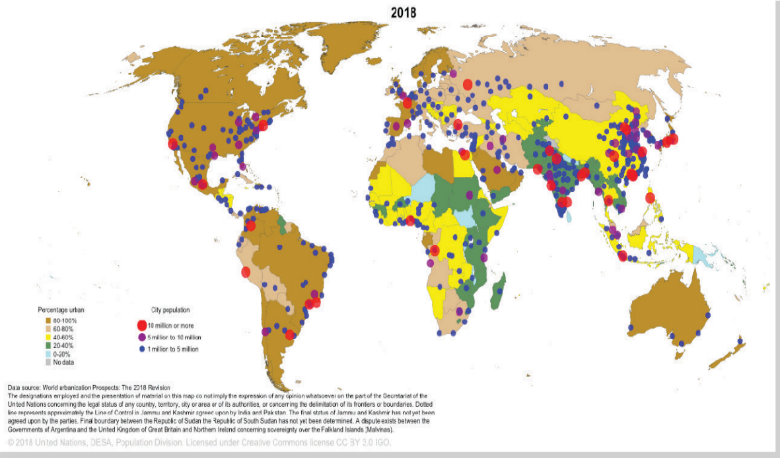 2018
Percentage urban
80-100%
60-80%
40-60%
20-40%
0-20%
No data
City population
10 million or more
5 million to 10 million
1 million to 5 million
Data source: World urbanization Prospects: The 2018 Revision
The designations employed and the presentation of material on this map co notimply the expression of any opinion whatsoever on the part of the Secretariat of the
United Nations concerning the legal status of any country, territory, city or area or of its authorities, or concerning the delimitation of its frontiers or boundaries. Dotted
line represents approximately the Line of Control in Jammu and Kashmir agreed upon by India and Pakistan. The final status of Jammu and Kashmir has not yet been
agreed upon by the parties. Final boundary between the Republic of Sudan the Republic of South Sudan has not yet been determined. A dispute exists between the
Governments of Argentina and the United Kingdom of Great Britain and Northern Ireland concerning sovereignty over the Falkland Islands (Malvinas).
© 2018 United Nations, DESA, Population Division. Licensed under Creative Commons license CC BY 3.0 IGO.